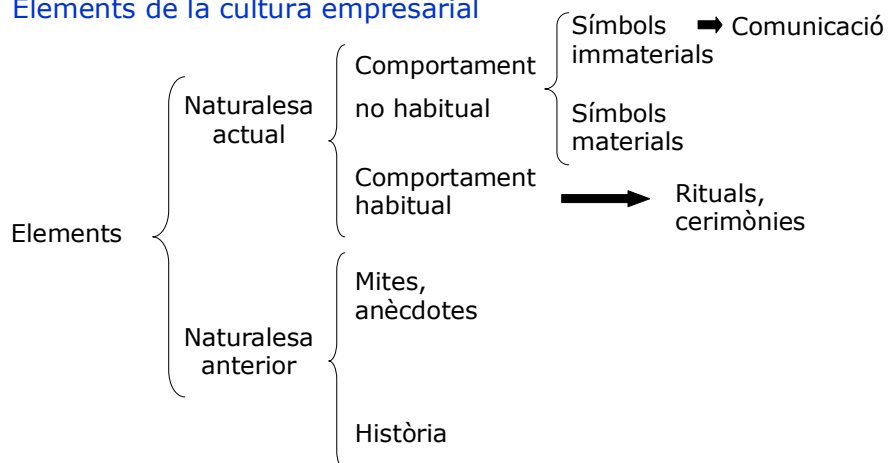 Elements de la cultura empresarial
Símbols
immaterials
Comunicació
Comportament
no habitual
Naturalesa
actual
Símbols
materials
Comportament
habitual
Rituals,
cerimònies
Elements
Mites,
anècdotes
Naturalesa
anterior
Història